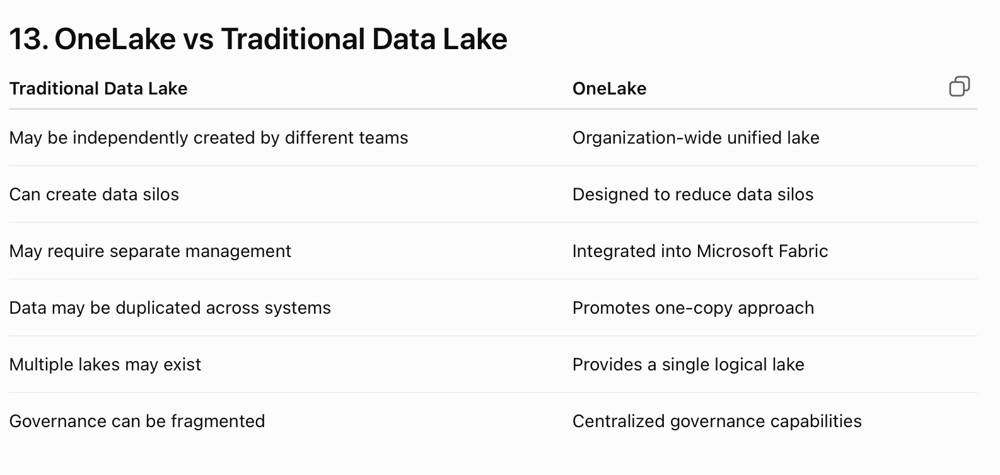 13. OneLake vs Traditional Data Lake
Traditional Data Lake OneLake
May be independently created by different teams Organization-wide unified lake
Can create data silos Designed to reduce data silos
May require separate management Integrated into Microsoft Fabric
Data may be duplicated across systems Promotes one-copy approach
Multiple lakes may exist Provides a single logical lake
Governance can be fragmented Centralized governance capabilities